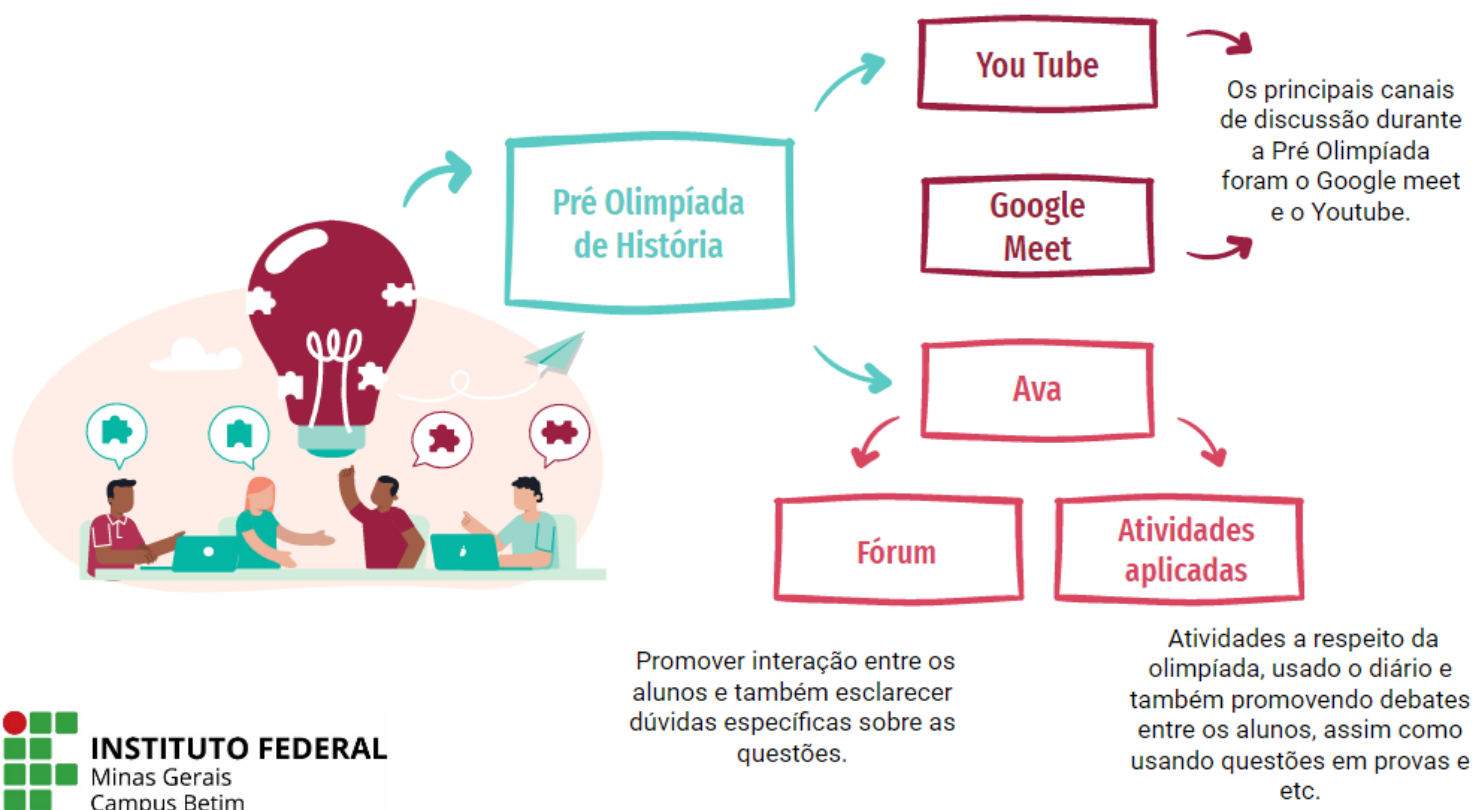 You Tube
Os principais canais
de discussão durante
a Pré Olimpíada
foram o Google meet
e o Youtube.
Pré Olimpíada
de História
Google
Meet
Ava
Fórum
Atividades
aplicadas
Promover interação entre os
alunos e também esclarecer
dúvidas específicas sobre as
questões.
Atividades a respeito da
olimpíada, usado o diário e
também promovendo debates
entre os alunos, assim como
usando questões em provas e
etc.
INSTITUTO FEDERAL
Minas Gerais
Campus Betim